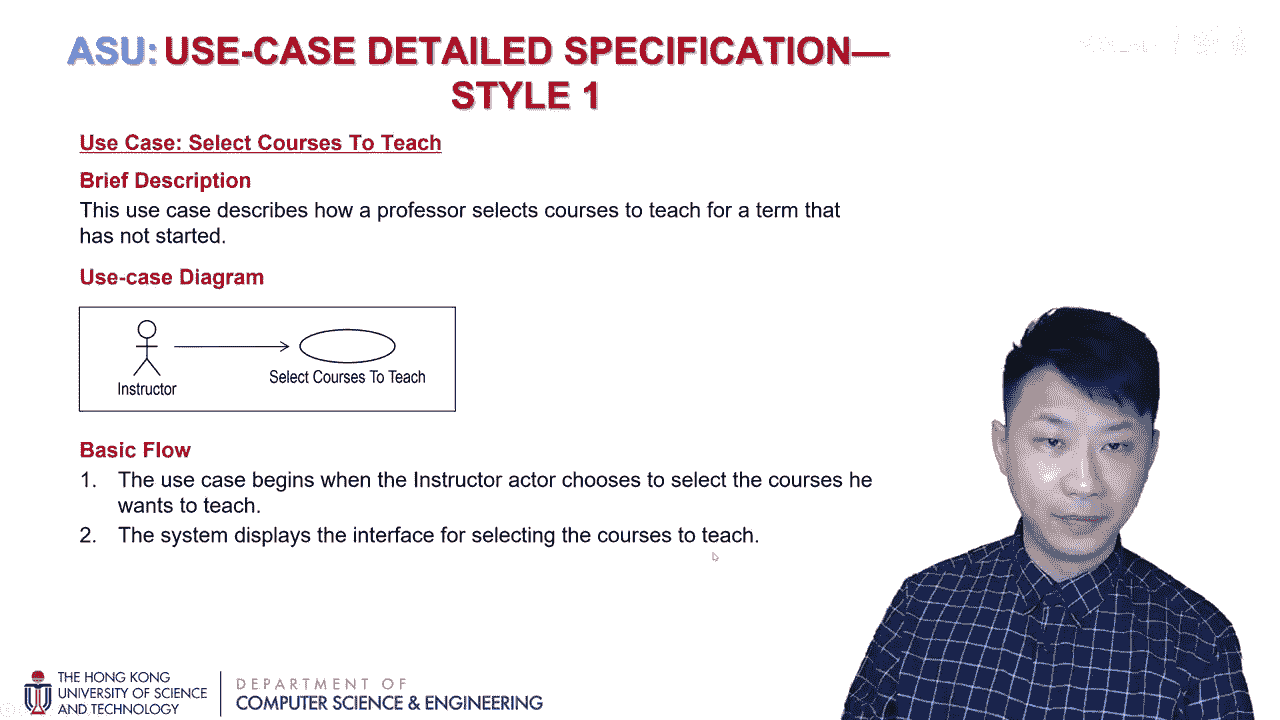 ASU: USE-CASE DETAILED SPECIFICATION—
STYLE 1
Use Case: Select Courses To Teach
Brief Description
This use case describes how a professor selects courses to teach for a term that
has not started.
Use-case Diagram
Instructor
Select Courses To Teach
Basic Flow
1. The use case begins when the Instructor actor chooses to select the courses he
wants to teach.
2. The system displays the interface for selecting the courses to teach.
THE HONG KONG
UNIVERSITY OF SCIENCE
AND TECHNOLOGY
DEPARTMENT OF
COMPUTER SCIENCE & ENGINEERING